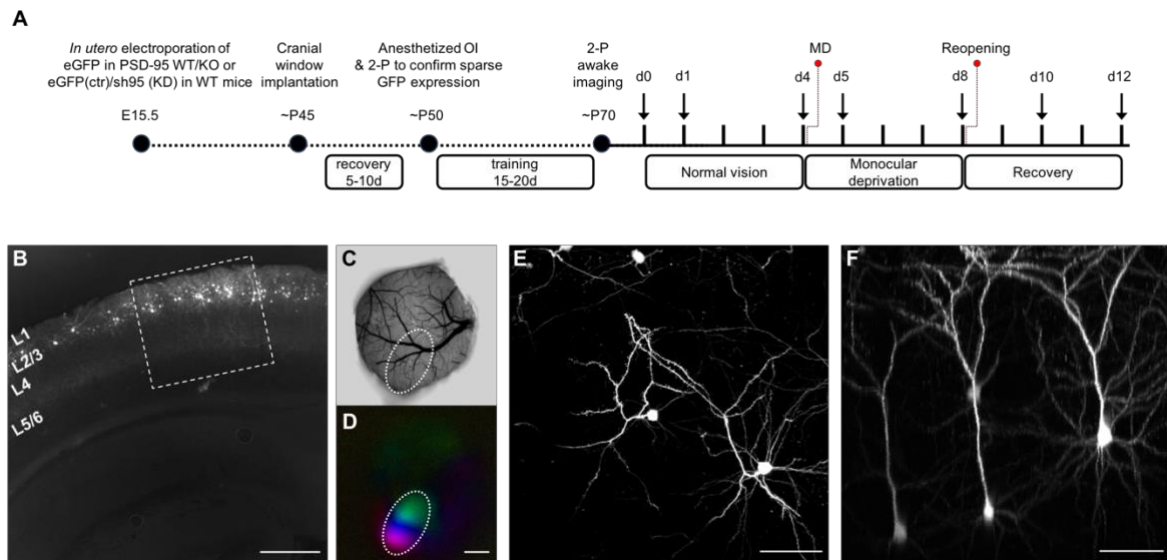 A
In utero electroporation of
eGFP in PSD-95 WT/KO or
eGFP(ctr)/sh95 (KD) in WT mice
E15.5
Cranial
window
implantation
~P45
Anesthetized OI
& 2-P to confirm sparse
GFP expression
~P50
2-P
awake
imaging
~P70
MD
Reopening
d0
d1
d4
d5
d8
d10
d12
recovery
5-10d
training
15-20d
Normal vision
Monocular
deprivation
Recovery
B
L1
L2/3
L4
L5/6
C
D
E
F